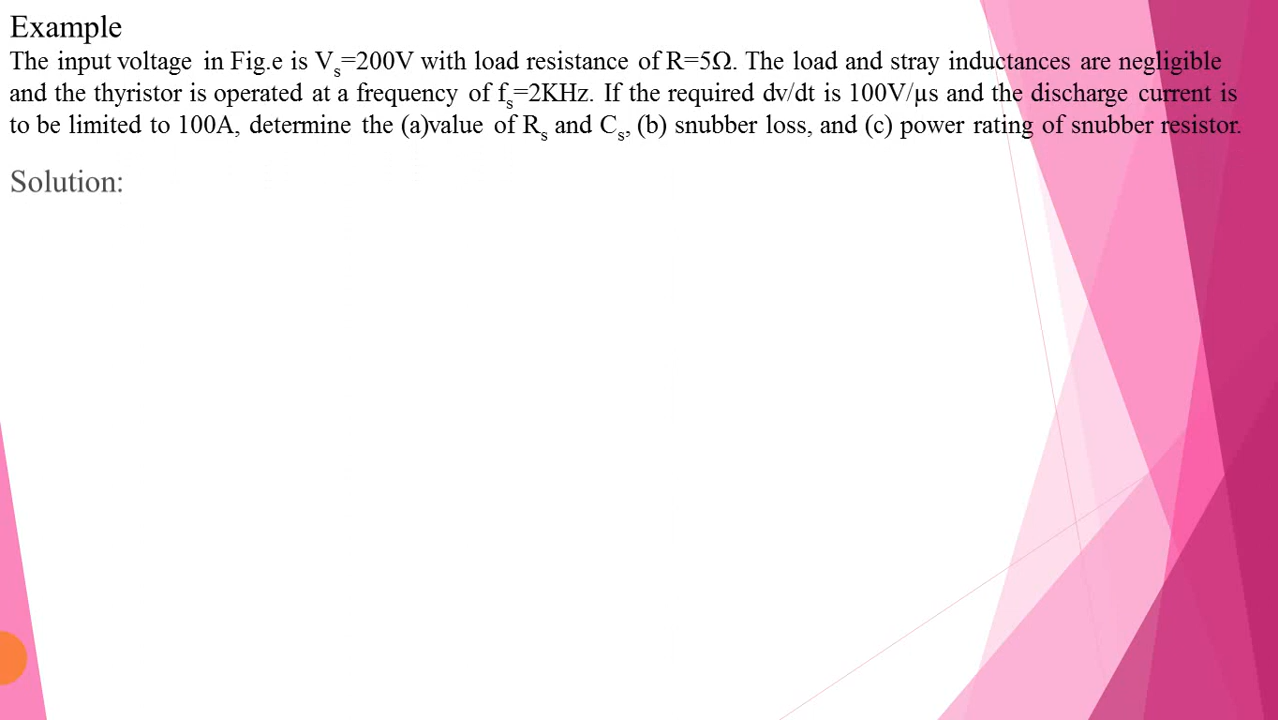 Example
The input voltage in Fig.e is Vs=200V with load resistance of R=5Ω. The load and stray inductances are negligible
and the thyristor is operated at a frequency of fs=2KHz. If the required dv/dt is 100V/µs and the discharge current is
to be limited to 100A, determine the (a)value of Rs and Cs, (b) snubber loss, and (c) power rating of snubber resistor.
Solution: